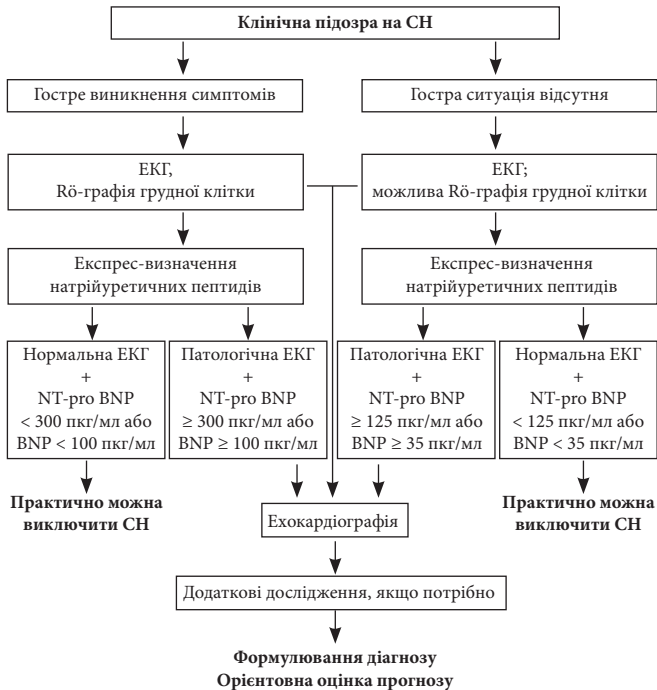 Клінічна підозра на СН
Гостре виникнення симптомів
Гостра ситуація відсутня
ЕКГ,
Rö-графія грудної клітки
ЕКГ;
можлива Rö-графія грудної клітки
Експрес-визначення
натрійуретичних пептидів
Експрес-визначення
натрійуретичних пептидів
Нормальна ЕКГ
+
NT-pro BNP
< 300 пкг/мл або
BNP < 100 пкг/мл
Патологічна ЕКГ
+
NT-pro BNP
≥ 300 пкг/мл або
BNP ≥ 100 пкг/мл
Патологічна ЕКГ
+
NT-pro BNP
≥ 125 пкг/мл або
BNP ≥ 35 пкг/мл
Нормальна ЕКГ
+
NT-pro BNP
< 125 пкг/мл або
BNP < 35 пкг/мл
Практично можна
виключити СН
Ехокардіографія
Практично можна
виключити СН
Додаткові дослідження, якщо потрібно
Формулювання діагнозу
Орієнтовна оцінка прогнозу